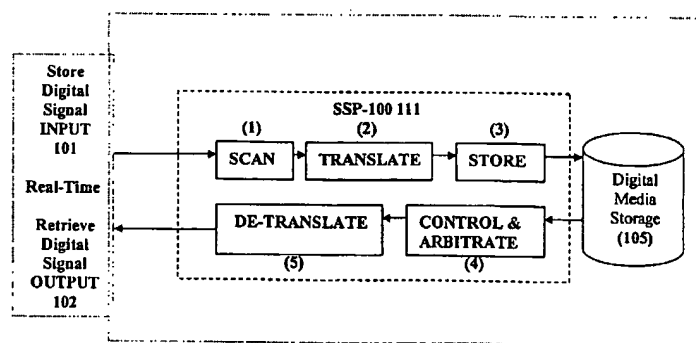 Store
Digital
Signal
INPUT
101
Real-Time
Retrieve
Digital
Signal
OUTPUT
102
SSP-100 111
(1) (2) (3)
SCAN TRANSLATE STORE
DE-TRANSLATE CONTROL &
ARBITRATE
(5) (4)
Digital
Media
Storage
(105)